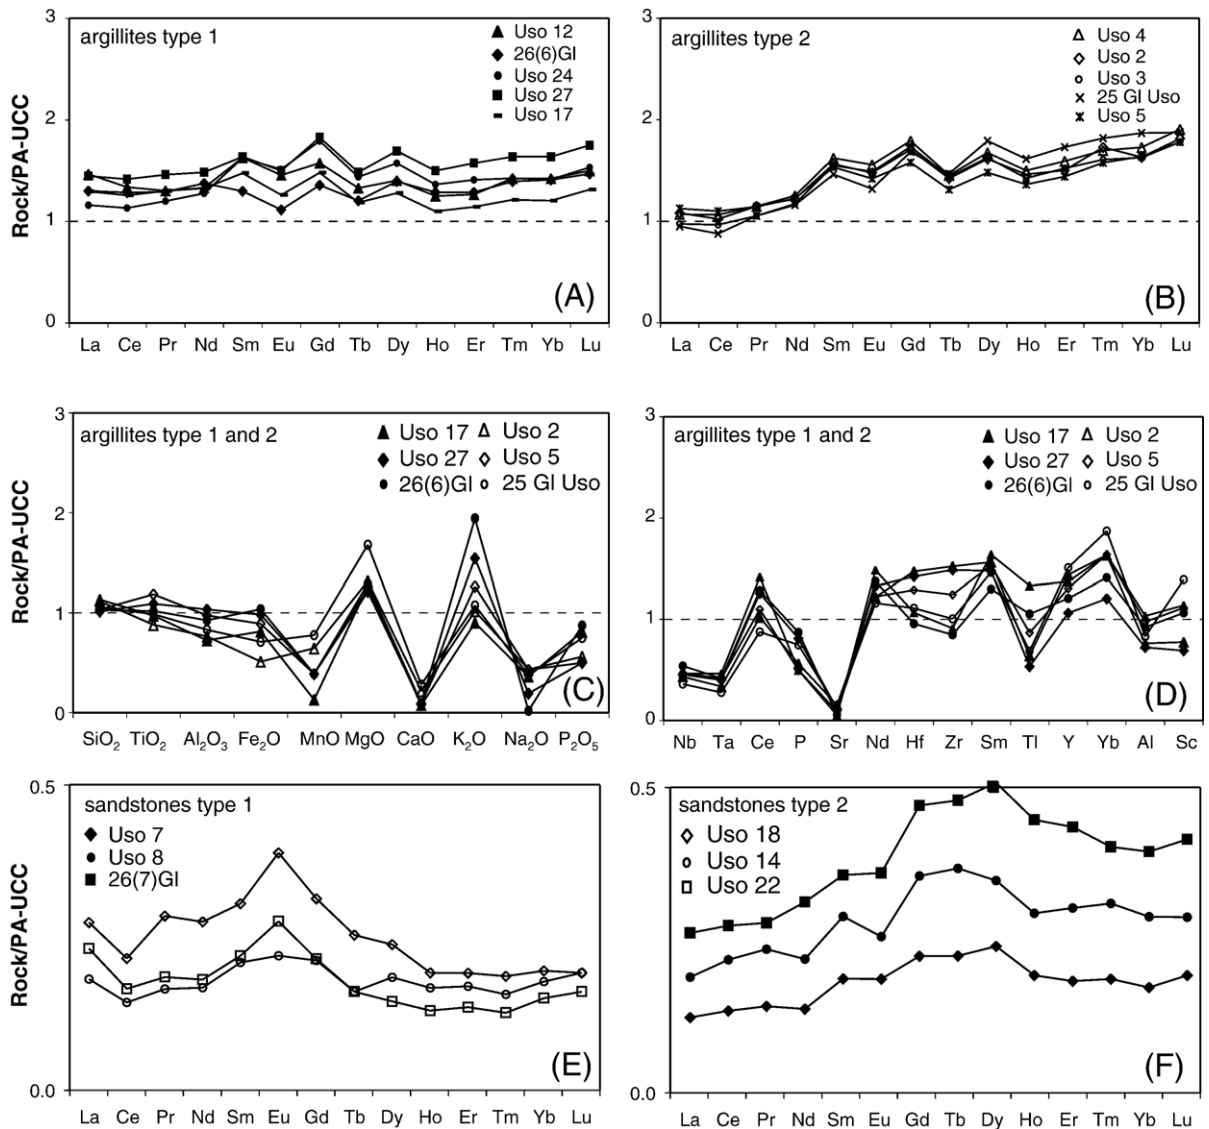 3
argillites type 1
Uso 12
26(6)Gl
Uso 24
Uso 27
Uso 17
2
1
0
Rock/PA-UCC
(A)
La Ce Pr Nd Sm Eu Gd Tb Dy Ho Er Tm Yb Lu
3
argillites type 2
Uso 4
Uso 2
Uso 3
25 Gl Uso
Uso 5
2
1
0
(B)
La Ce Pr Nd Sm Eu Gd Tb Dy Ho Er Tm Yb Lu
3
argillites type 1 and 2
Uso 17 Uso 2
Uso 27 Uso 5
26(6)Gl 25 Gl Uso
2
1
0
Rock/PA-UCC
(C)
SiO₂ TiO₂ Al₂O₃ Fe₂O MnO MgO CaO K₂O Na₂O P₂O₅
3
argillites type 1 and 2
Uso 17 Uso 2
Uso 27 Uso 5
26(6)Gl 25 Gl Uso
2
1
0
(D)
Nb Ta Ce P Sr Nd Hf Zr Sm Tl Y Yb Al Sc
0.5
sandstones type 1
Uso 7
Uso 8
26(7)Gl
Rock/PA-UCC
0.0
(E)
La Ce Pr Nd Sm Eu Gd Tb Dy Ho Er Tm Yb Lu
0.5
sandstones type 2
Uso 18
Uso 14
Uso 22
0.0
(F)
La Ce Pr Nd Sm Eu Gd Tb Dy Ho Er Tm Yb Lu